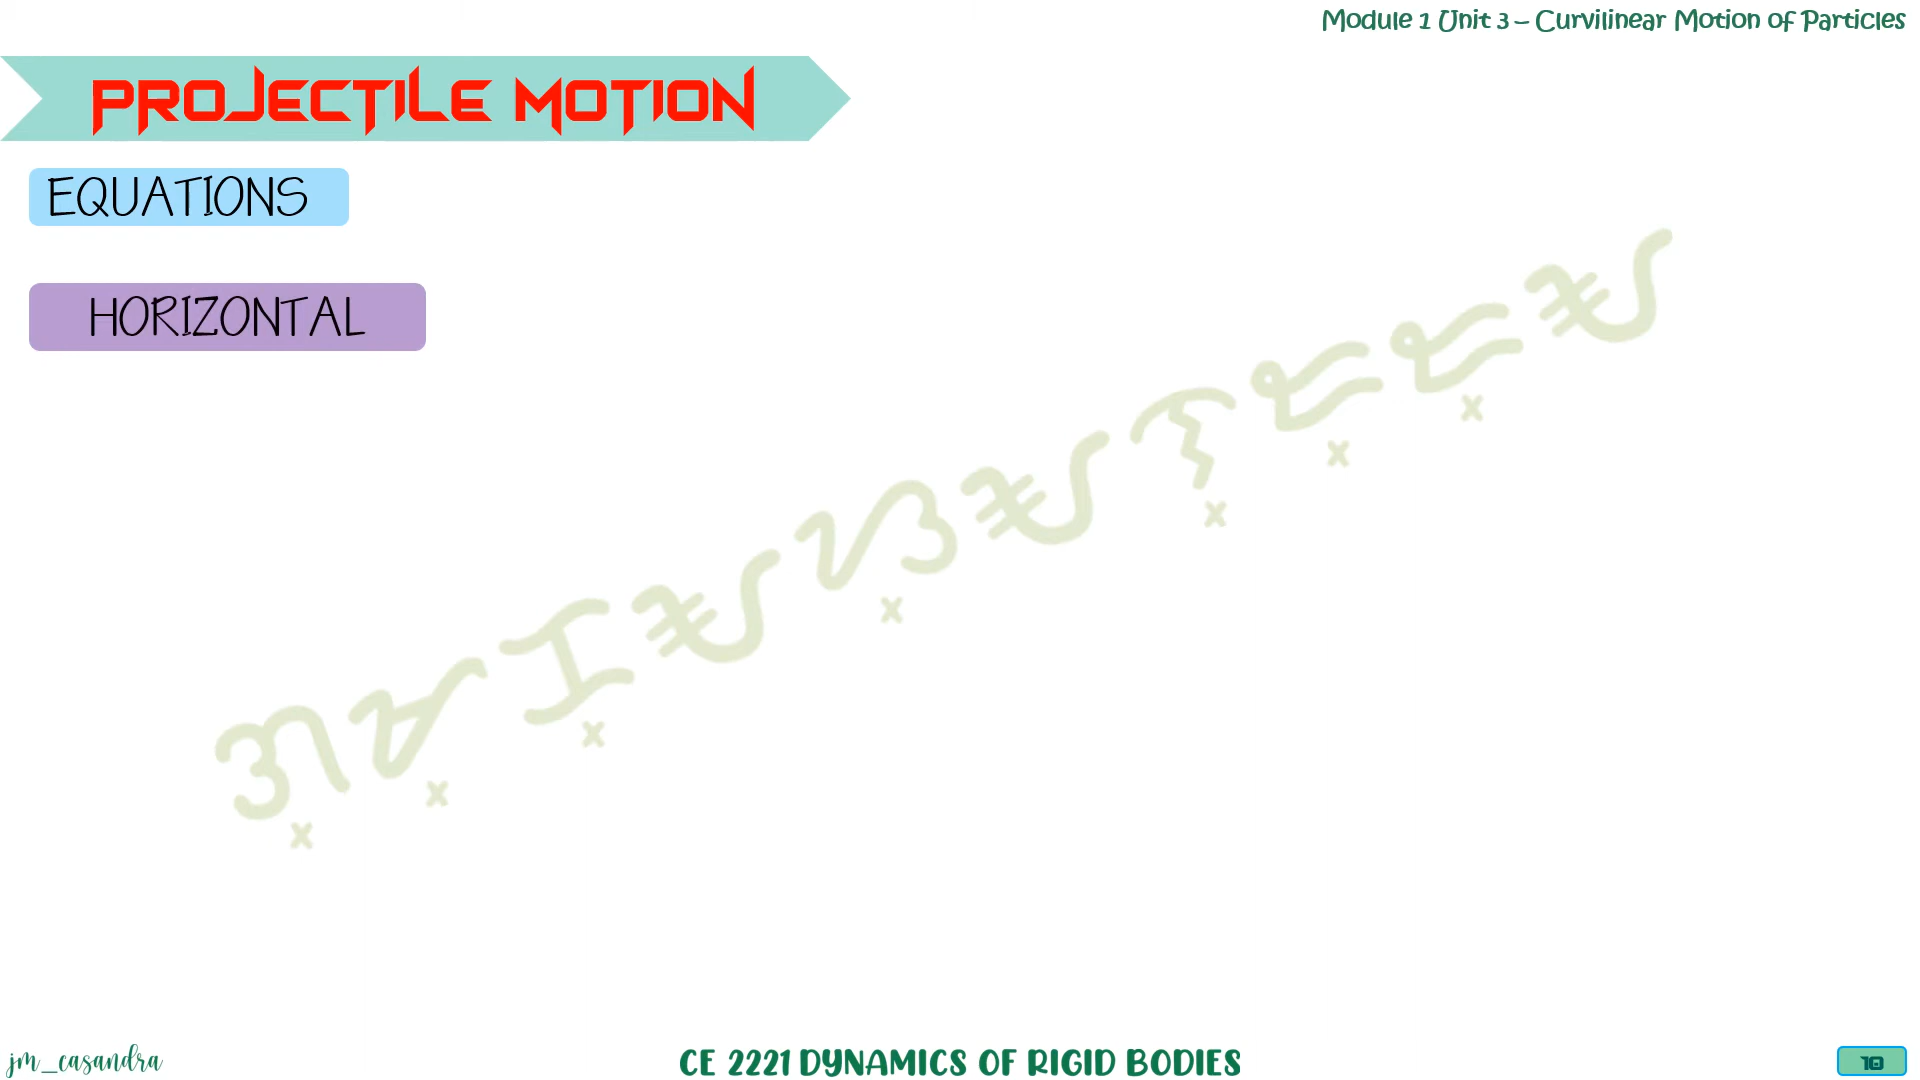 Module 1 Unit 3 – Curvilinear Motion of Particles
PROJECTILE MOTION
EQUATIONS
HORIZONTAL
jm_casandra
CE 2221 DYNAMICS OF RIGID BODIES
10